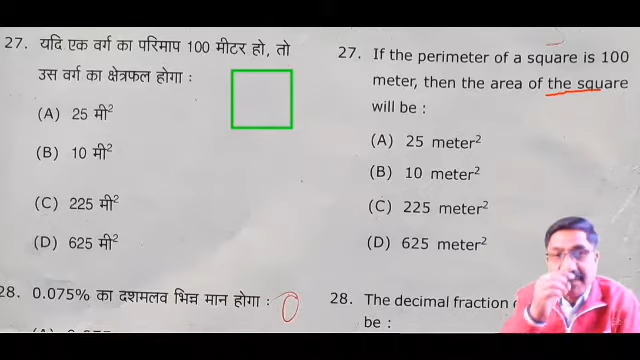 27. यदि एक वर्ग का परिमाप 100 मीटर हो, तो
उस वर्ग का क्षेत्रफल होगा :
(A) 25 मी²
(B) 10 मी²
(C) 225 मी²
(D) 625 मी²
28. 0.075% का दशमलव भिन्न मान होगा :
27. If the perimeter of a square is 100
meter, then the area of the square
will be :
(A) 25 meter²
(B) 10 meter²
(C) 225 meter²
(D) 625 meter²
28. The decimal fraction
be :